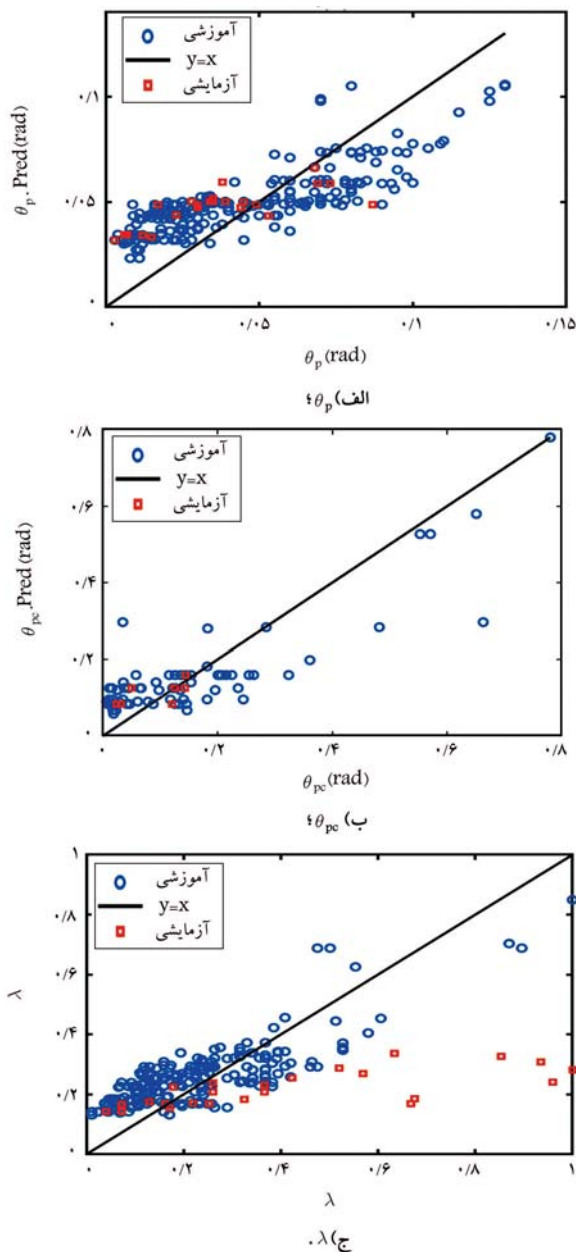 آموزشی
y=x
آزمایشی
θp.Pred(rad)
۰/۱
۰/۰۵
۰
۰ ۰/۰۵ ۰/۱ ۰/۱۵
θp(rad)
الف) θp؛
آموزشی
y=x
آزمایشی
θpc.Pred(rad)
۰/۸
۰/۶
۰/۴
۰/۲
۰
۰/۲ ۰/۴ ۰/۶ ۰/۸
θpc(rad)
ب) θpc؛
آموزشی
y=x
آزمایشی
λ
۱
۰/۸
۰/۶
۰/۴
۰/۲
۰
۰ ۰/۲ ۰/۴ ۰/۶ ۰/۸ ۱
λ
ج) λ.